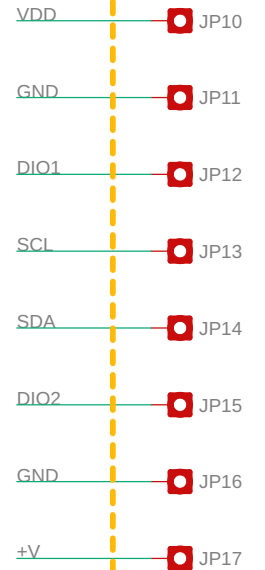 VDD JP10
GND JP11
DIO1 JP12
SCL JP13
SDA JP14
DIO2 JP15
GND JP16
+V JP17